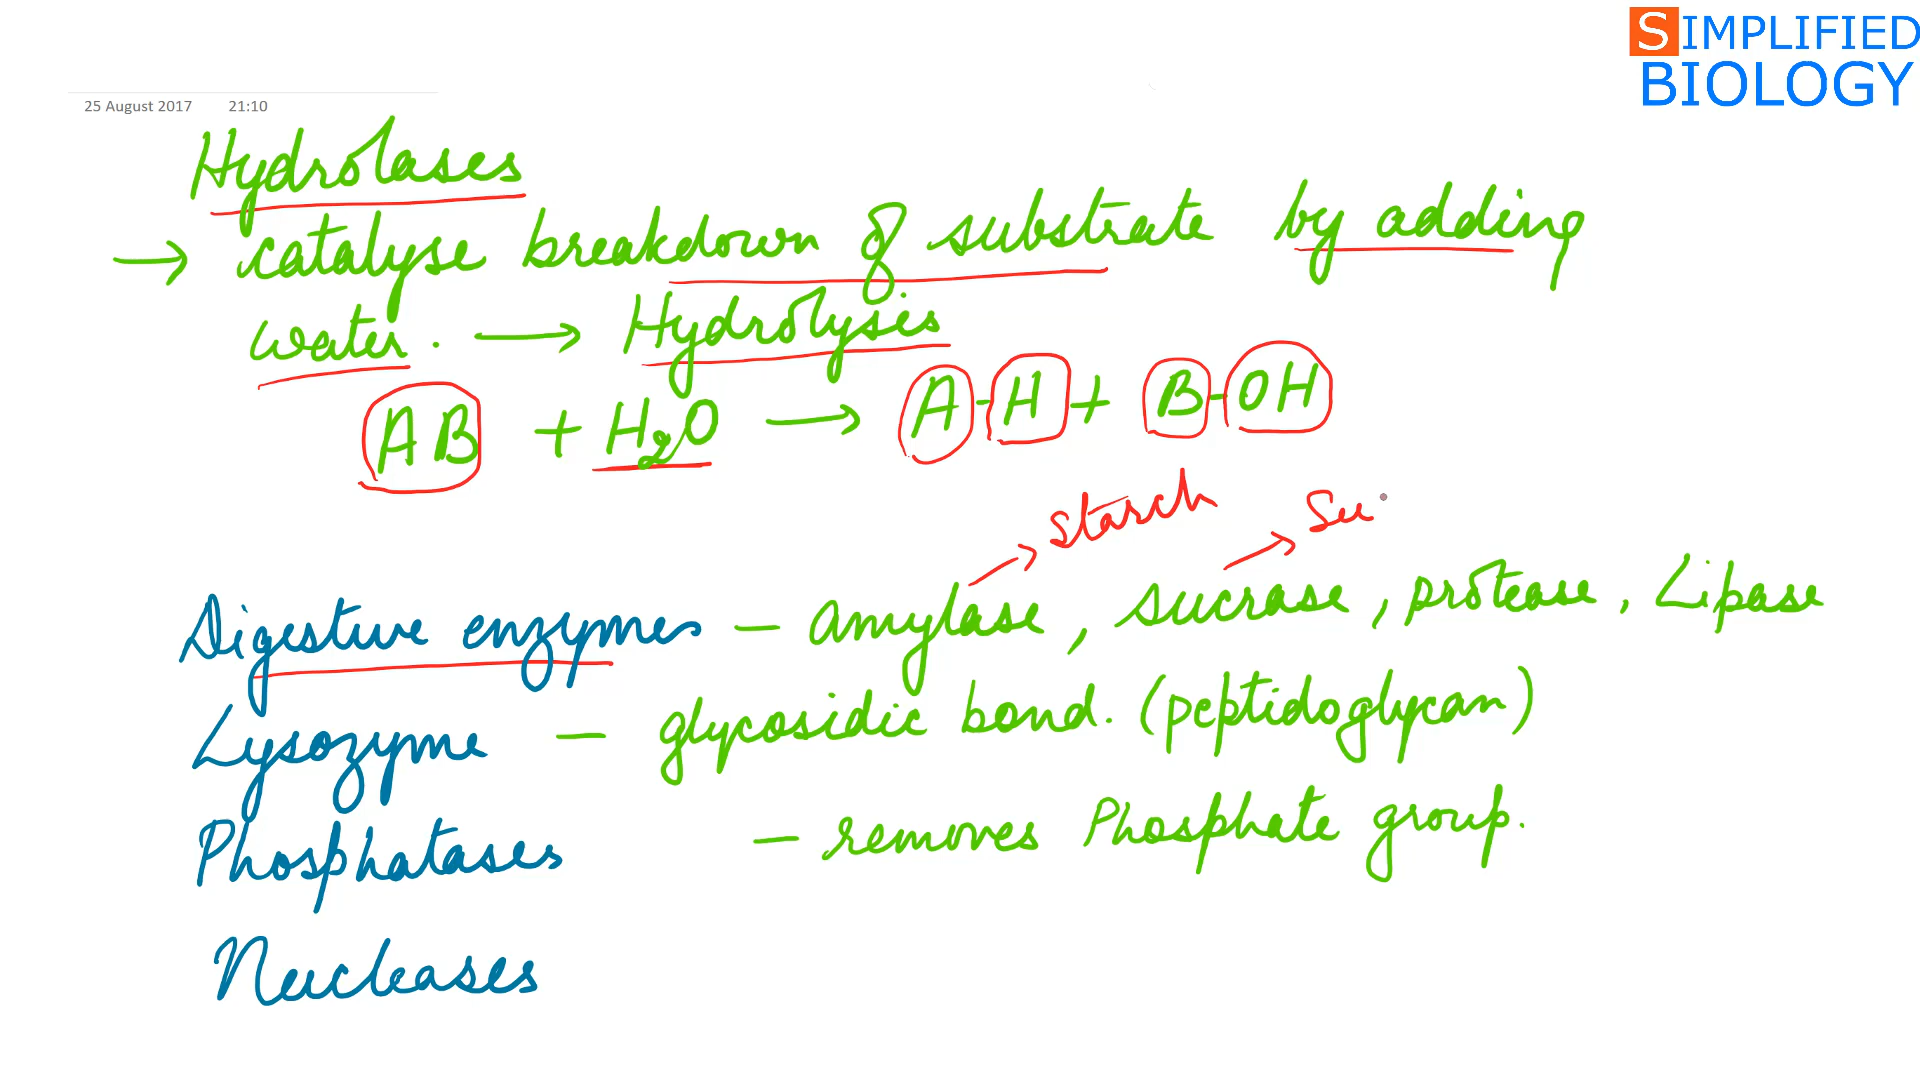 SIMPLIFIED
BIOLOGY
25 August 2017 21:10
Hydrolases
→ catalyse breakdown of substrate by adding
water. → Hydrolysis
AB + H₂O → A-H + B-OH
→ starch → Su
Digestive enzymes - Amylase, sucrase, protease, Lipase
Lysozyme - glycosidic bond. (peptidoglycan)
Phosphatases - removes Phosphate group.
Nucleases